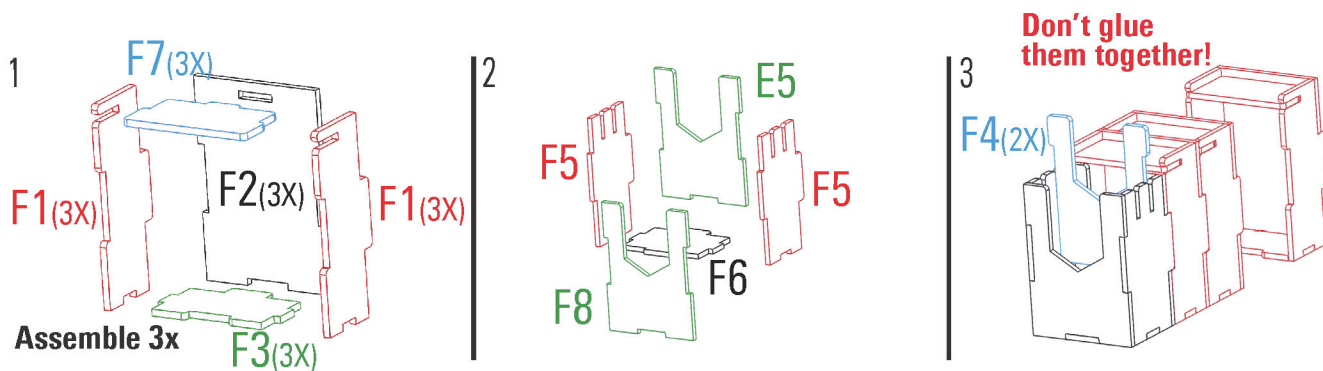 1
F7(3X)
F1(3X)
F2(3X)
F1(3X)
F3(3X)
Assemble 3x
2
E5
F5
F5
F6
F8
3
Don't glue
them together!
F4(2X)